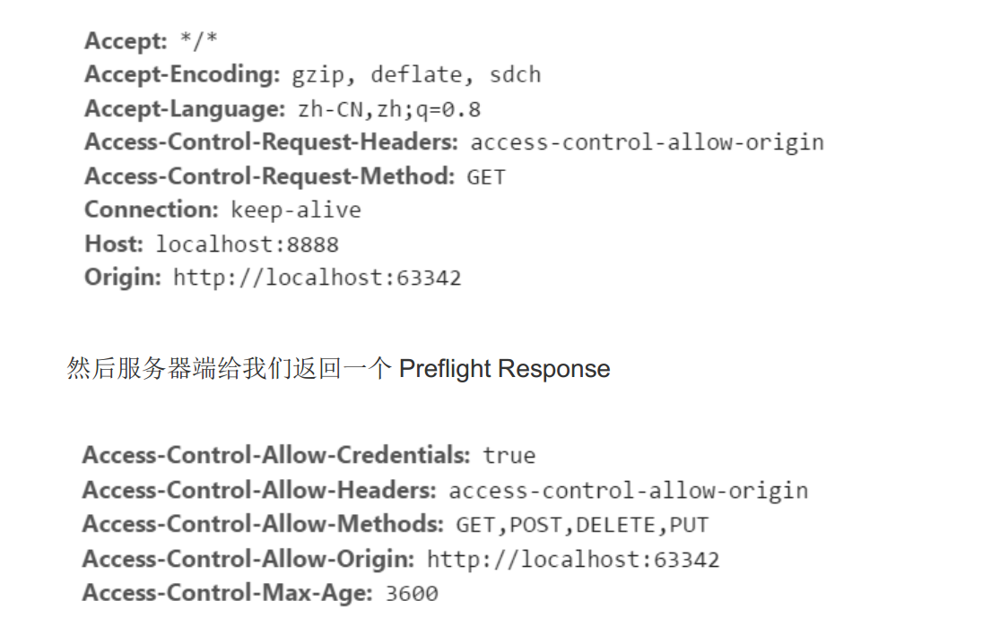 Accept: */*
Accept-Encoding: gzip, deflate, sdch
Accept-Language: zh-CN,zh;q=0.8
Access-Control-Request-Headers: access-control-allow-origin
Access-Control-Request-Method: GET
Connection: keep-alive
Host: localhost:8888
Origin: http://localhost:63342
然后服务器端给我们返回一个 Preflight Response
Access-Control-Allow-Credentials: true
Access-Control-Allow-Headers: access-control-allow-origin
Access-Control-Allow-Methods: GET,POST,DELETE,PUT
Access-Control-Allow-Origin: http://localhost:63342
Access-Control-Max-Age: 3600